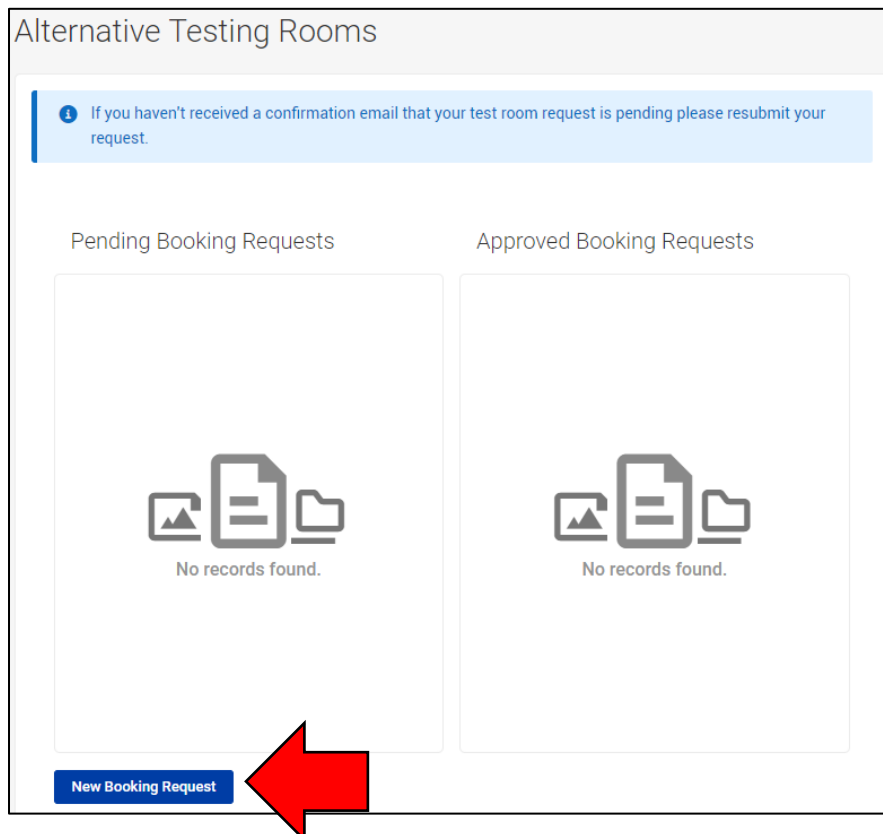 Alternative Testing Rooms
If you haven't received a confirmation email that your test room request is pending please resubmit your
request.
Pending Booking Requests
Approved Booking Requests
No records found.
No records found.
New Booking Request